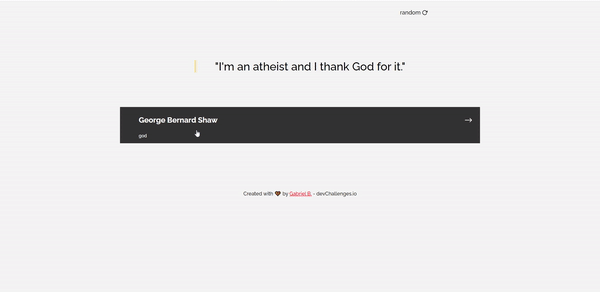 random
"I'm an atheist and I thank God for it."
George Bernard Shaw
god
Created with by Gabriel B. - devChallenges.io